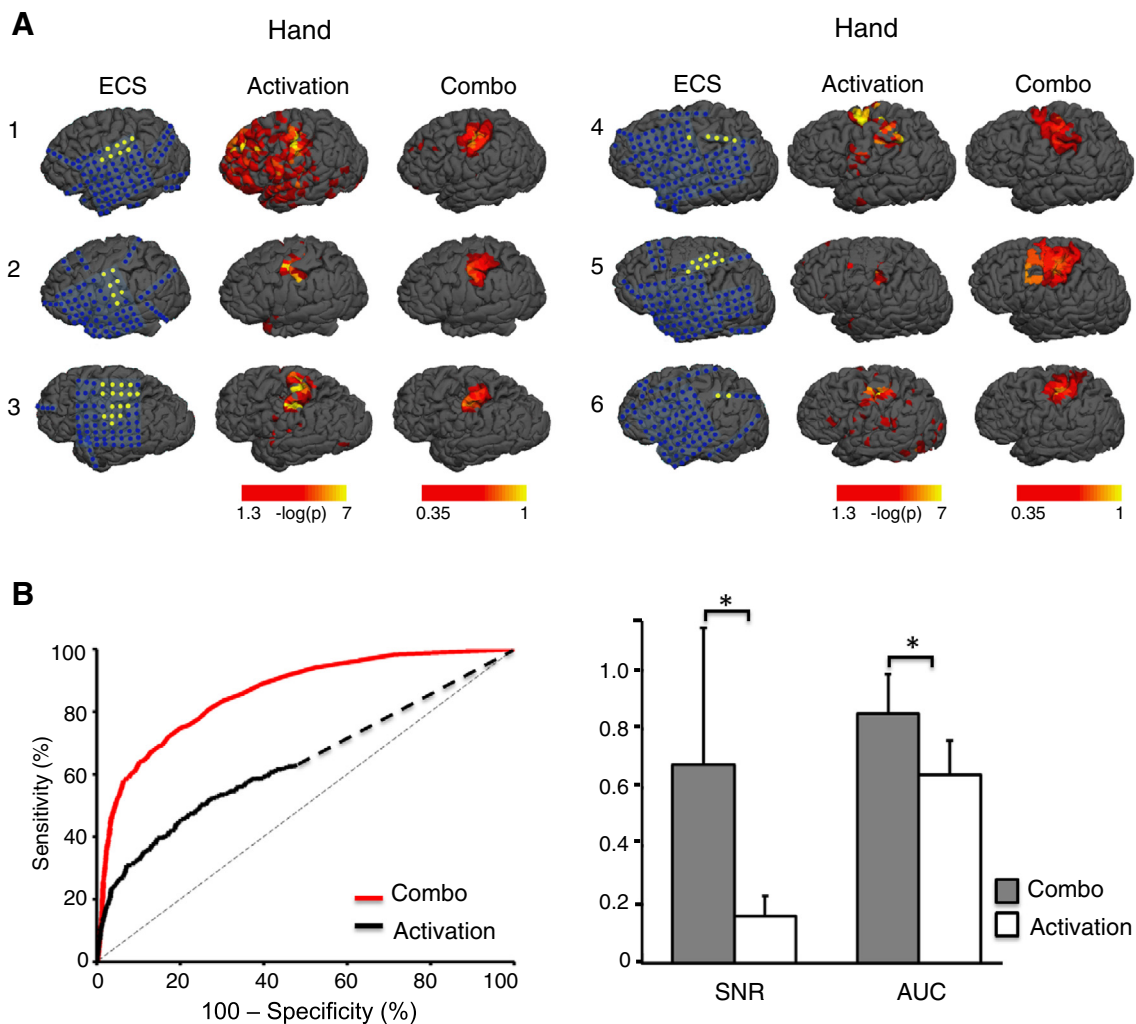 A
Hand
Hand
ECS Activation Combo
ECS Activation Combo
1
4
2
5
3
6
1.3 -log(p) 7
0.35 1
1.3 -log(p) 7
0.35 1
B
100
80
60
40
20
0
Sensitivity (%)
0 20 40 60 80 100
100 – Specificity (%)
Combo
Activation
*
*
1.0
0.8
0.6
0.4
0.2
0
SNR AUC
Combo
Activation